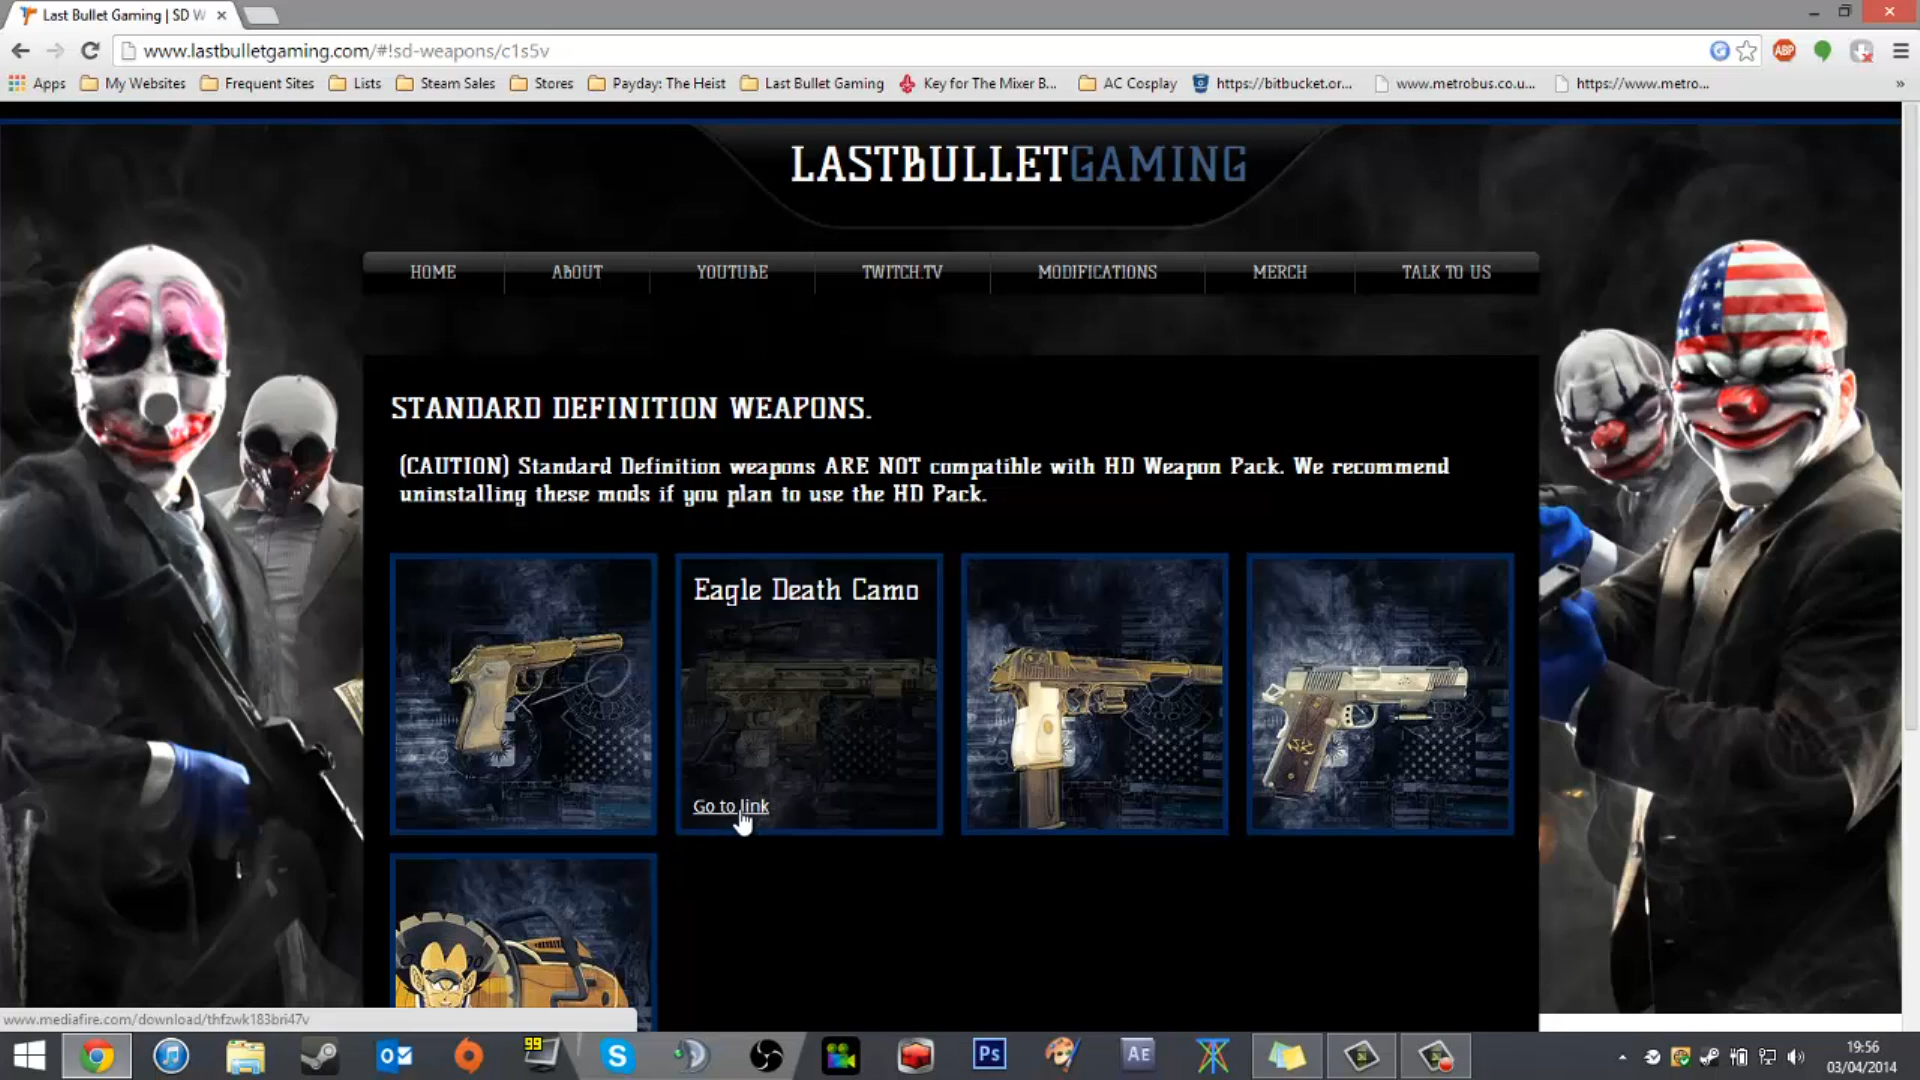 Last Bullet Gaming | SD W
www.lastbulletgaming.com/#!sd-weapons/c1s5v
ABP
Apps
My Websites
Frequent Sites
Lists
Steam Sales
Stores
Payday: The Heist
Last Bullet Gaming
Key for The Mixer B...
AC Cosplay
https://bitbucket.or...
www.metrobus.co.u...
https://www.metro...
»
LASTBULLETGAMING
HOME
ABOUT
YOUTUBE
TWITCH.TV
MODIFICATIONS
MERCH
TALK TO US
STANDARD DEFINITION WEAPONS.
(CAUTION) Standard Definition weapons ARE NOT compatible with HD Weapon Pack. We recommend
uninstalling these mods if you plan to use the HD Pack.
Eagle Death Camo
Go to link
www.mediafire.com/download/thfzwk183bri47v
99
Ps
AE
19:56
03/04/2014